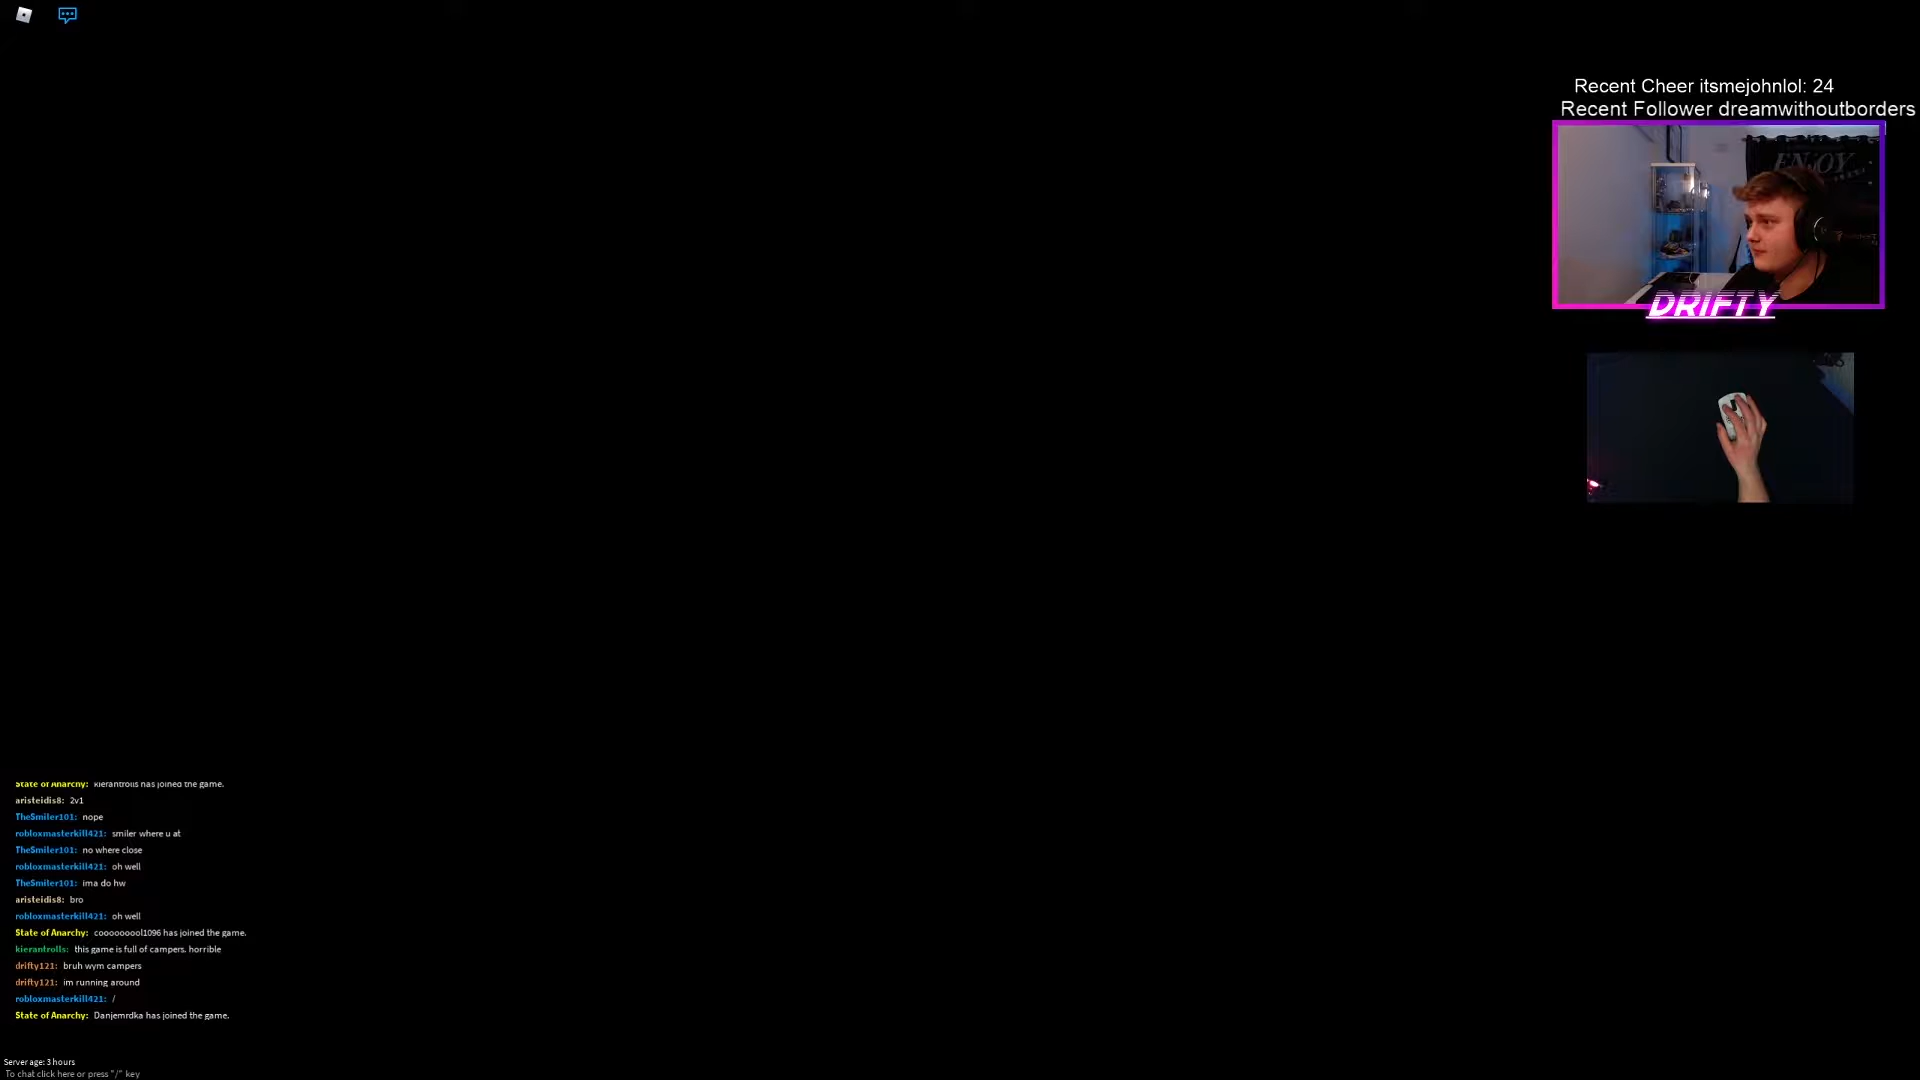 Recent Cheer itsmejohnlol: 24
Recent Follower dreamwithoutborders
ENJOY
DRIFTY
State of Anarchy: kierantrolls has joined the game.
aristeidis8: 2v1
TheSmiler101: nope
robloxmasterkill421: smiler where u at
TheSmiler101: no where close
robloxmasterkill421: oh well
TheSmiler101: ima do hw
aristeidis8: bro
robloxmasterkill421: oh well
State of Anarchy: coooooool1096 has joined the game.
kierantrolls: this game is full of campers. horrible
drifty121: bruh wym campers
drifty121: im running around
robloxmasterkill421: /
State of Anarchy: Danjemrdka has joined the game.
Server age: 3 hours
To chat click here or press "/" key